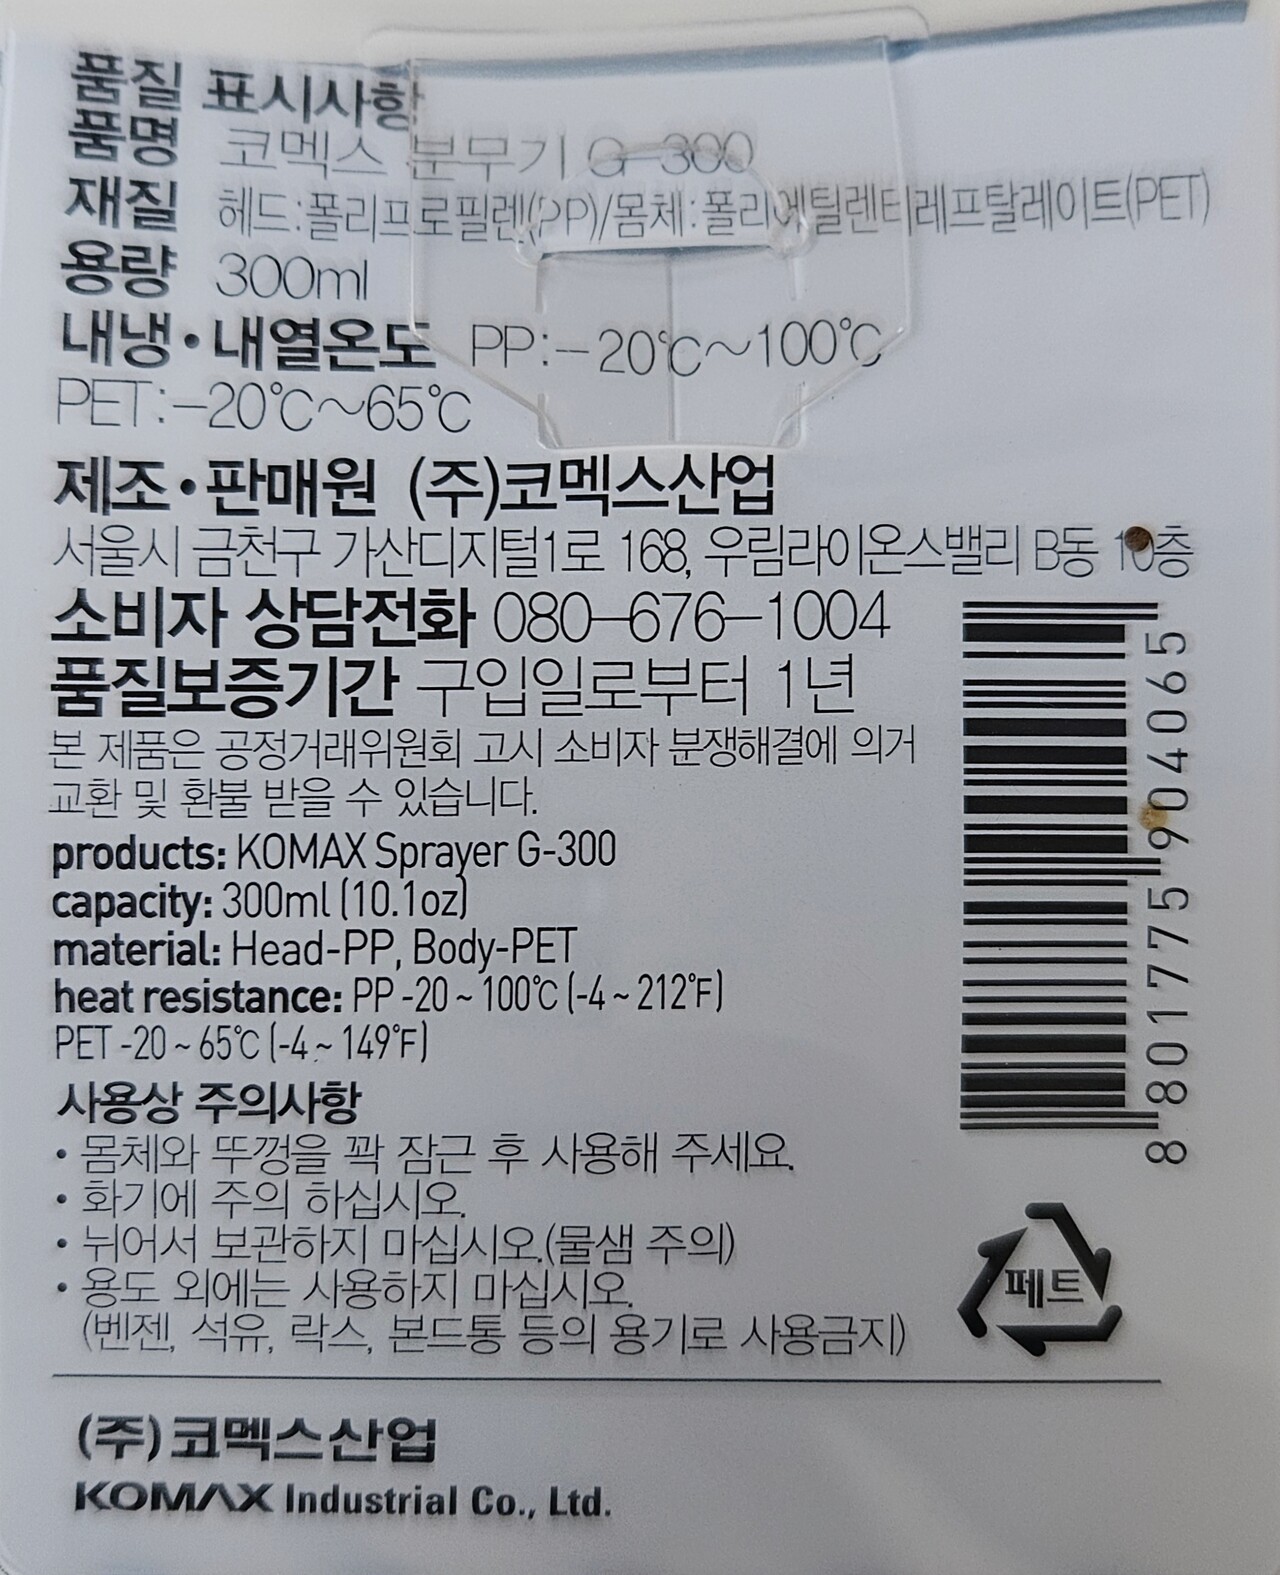 품질 표시사항
품명 코멕스 분무기 G-300
재질 헤드:폴리프로필렌(PP)/몸체:폴리에틸렌테레프탈레이트(PET)
용량 300ml
내냉·내열온도 PP:-20℃~100℃
PET:-20℃~65℃
제조·판매원 (주)코멕스산업
서울시 금천구 가산디지털1로 168, 우림라이온스밸리 B동 10층
소비자 상담전화 080-676-1004
품질보증기간 구입일로부터 1년
본 제품은 공정거래위원회 고시 소비자 분쟁해결에 의거
교환 및 환불 받을 수 있습니다.
products: KOMAX Sprayer G-300
capacity: 300ml (10.1oz)
material: Head-PP, Body-PET
heat resistance: PP -20 ~ 100℃ (-4 ~ 212℉)
PET -20 ~ 65℃ (-4 ~ 149℉)
사용상 주의사항
· 몸체와 뚜껑을 꽉 잠근 후 사용해 주세요.
· 화기에 주의 하십시오.
· 뉘어서 보관하지 마십시오.(물샘 주의)
· 용도 외에는 사용하지 마십시오.
(벤젠, 석유, 락스, 본드통 등의 용기로 사용금지)
8 801775 904065
페트
(주)코멕스산업
KOMAX Industrial Co., Ltd.